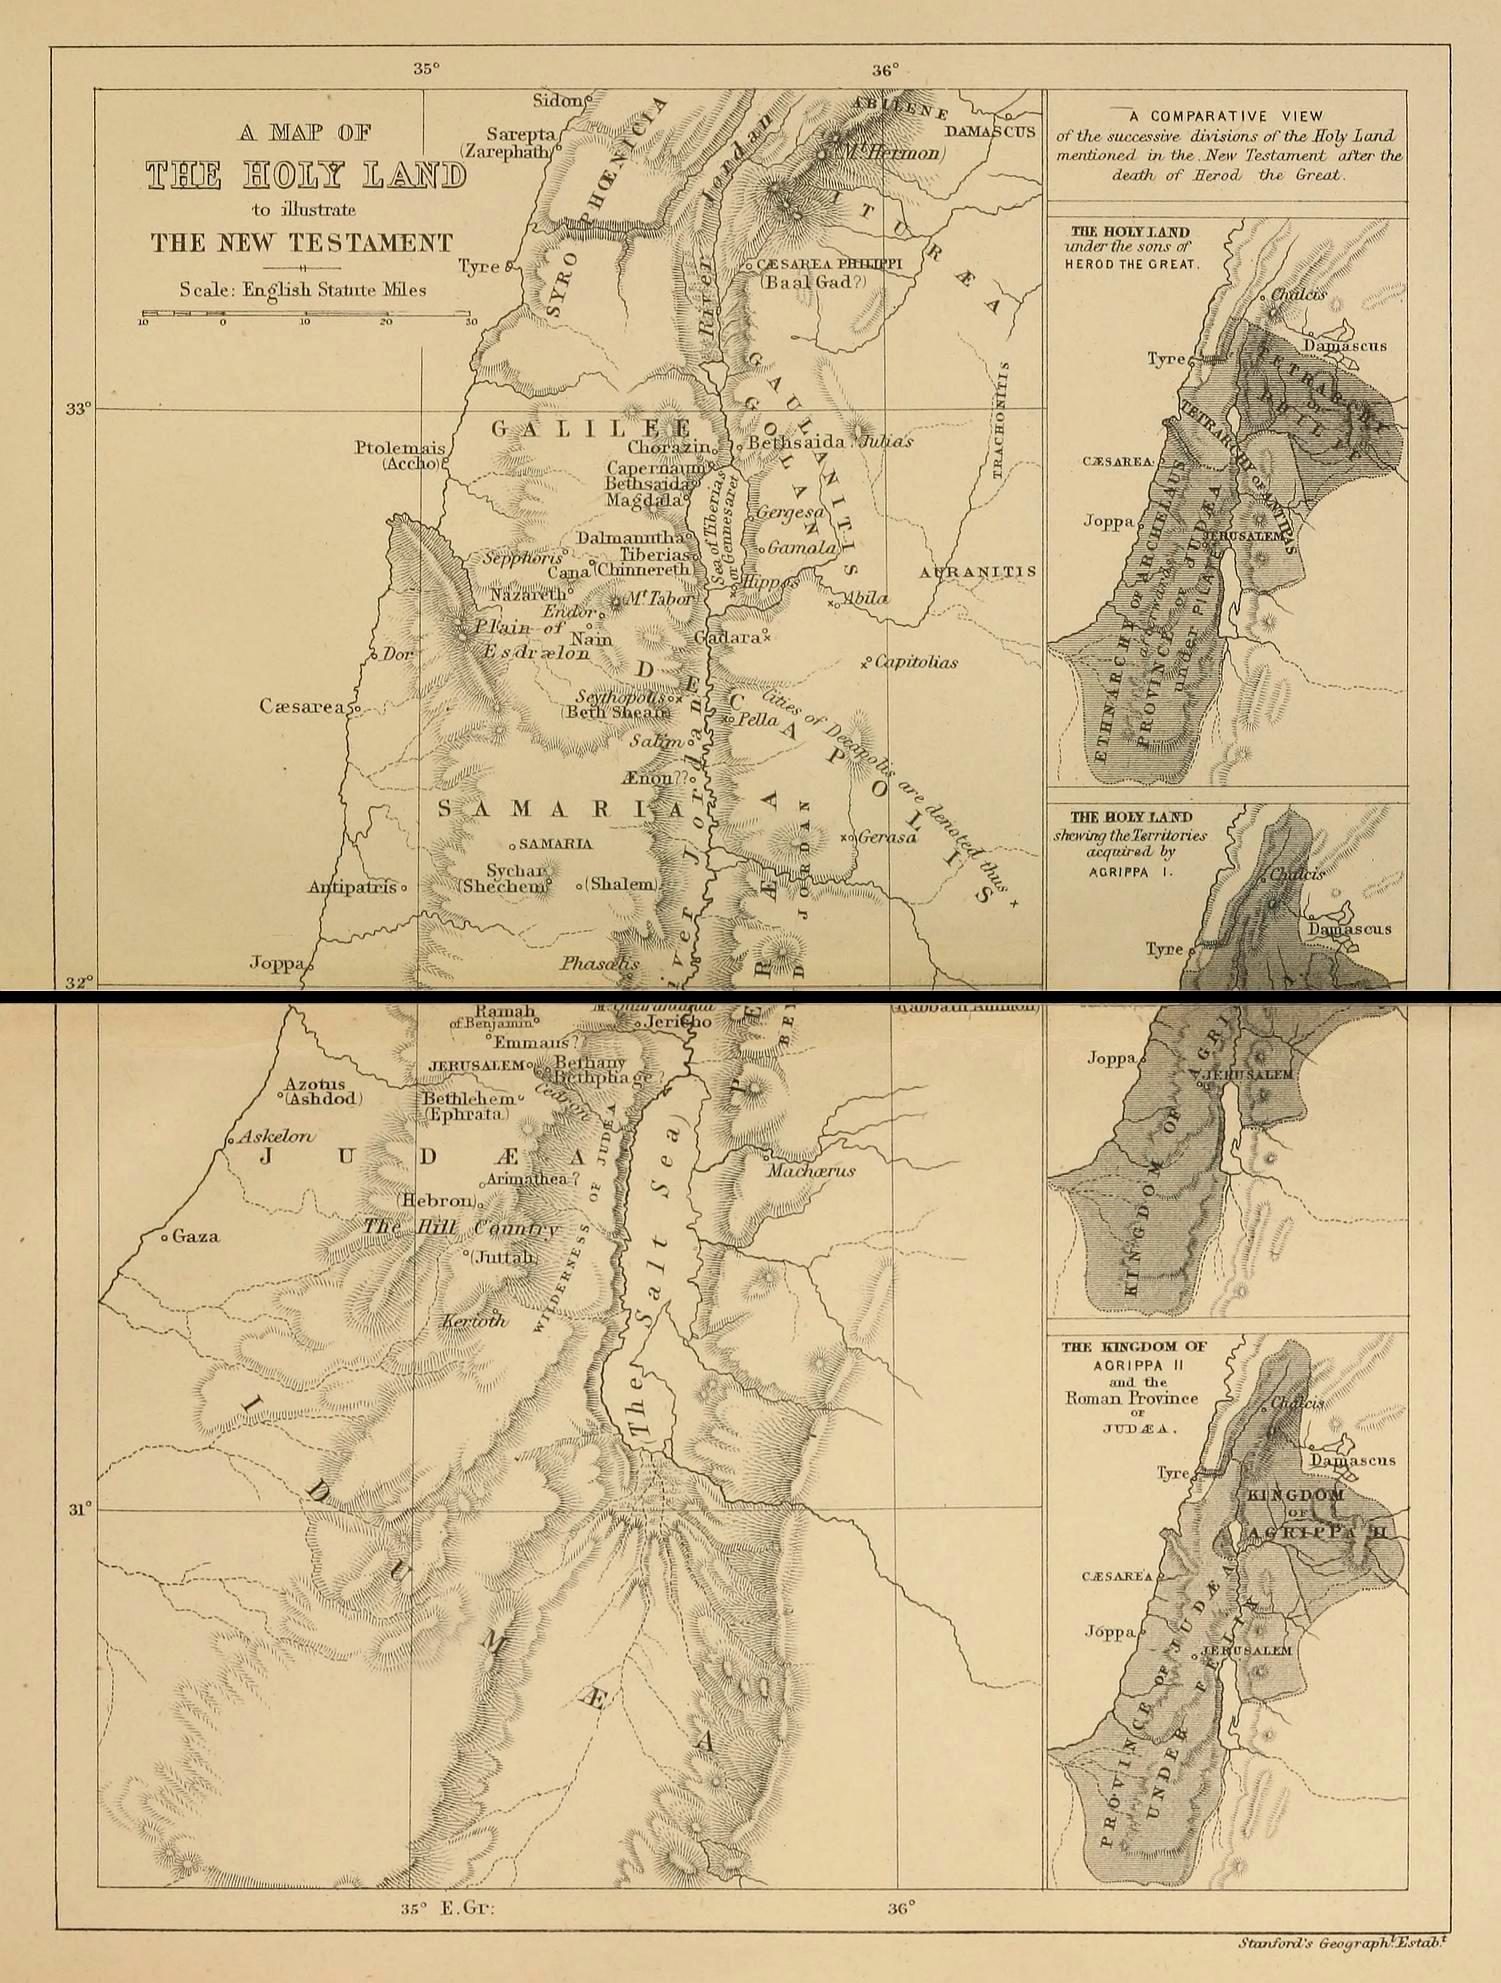 35°
36°
A MAP OF
THE HOLY LAND
to illustrate
THE NEW TESTAMENT
Scale: English Statute Miles
10 0 10 20 30
Sidon
Sarepta
(Zarephath)
SYRO PHŒNICIA
River Jordan
ABILENE
DAMASCUS
(Mt. Hermon)
ITURÆA
Tyre
CÆSAREA PHILIPPI
(Baal Gad?)
33°
GALILEE
GAULANITIS
GOLAN
TRACHONITIS
Ptolemais
(Accho)
Chorazin
Bethsaida Julias
Capernaum
Bethsaida
Magdala
Sea of Tiberias
or Gennesaret
Gergesa
Dalmanutha
Gamala
Sepphoris
Tiberias
Cana
(Chinnereth
AURANITIS
Hippos
Nazareth
Mt. Tabor
Abila
Endor
Plain of
Esdrælon
Nain
Gadara
Dor
Capitolias
DECAPOLIS
Cities of Decapolis are denoted thus ×
Cæsarea
Scythopolis
(Beth Shean)
Pella
Salim
Ænon??
River Jordan
SAMARIA
SAMARIA
Gerasa
Sychar
(Shechem)
(Shalem)
Antipatris
Joppa
Phasaelis
32°
PERÆA
BEYOND JORDAN
Ramah
of Benjamin
Mt. Quarantania
Jericho
(Rabbath Ammon)
Emmaus?
JERUSALEM
Bethany
Bethphage?
Cedron
Azotus
(Ashdod)
Bethlehem
(Ephrata)
Askelon
JUDÆA
WILDERNESS OF JUDEA
Arimathea?
Machærus
(Hebron)
The Hill Country
Gaza
(Juttah)
Kerioth
The Salt Sea
31°
IDUMÆA
35° E.Gr:
36°
A COMPARATIVE VIEW
of the successive divisions of the Holy Land
mentioned in the New Testament after the
death of Herod the Great.
THE HOLY LAND
under the sons of
HEROD THE GREAT.
Chalcis
Damascus
Tyre
TETRARCHY OF PHILIP
TETRARCHY OF ANTIPAS
CÆSAREA
Joppa
JERUSALEM
ETHNARCHY OF ARCHELAUS
afterwards
PROVINCE OF JUDÆA
under PILATE
THE HOLY LAND
shewing the Territories
acquired by
AGRIPPA I.
Chalcis
Damascus
Tyre
Joppa
JERUSALEM
KINGDOM OF AGRI
THE KINGDOM OF
AGRIPPA II
and the
Roman Province
OF
JUDÆA.
Chalcis
Damascus
Tyre
KINGDOM
OF
AGRIPPA II
CÆSAREA
Joppa
JERUSALEM
PROVINCE OF JUDÆA
UNDER FELIX
Stanford's Geographl. Estabt.